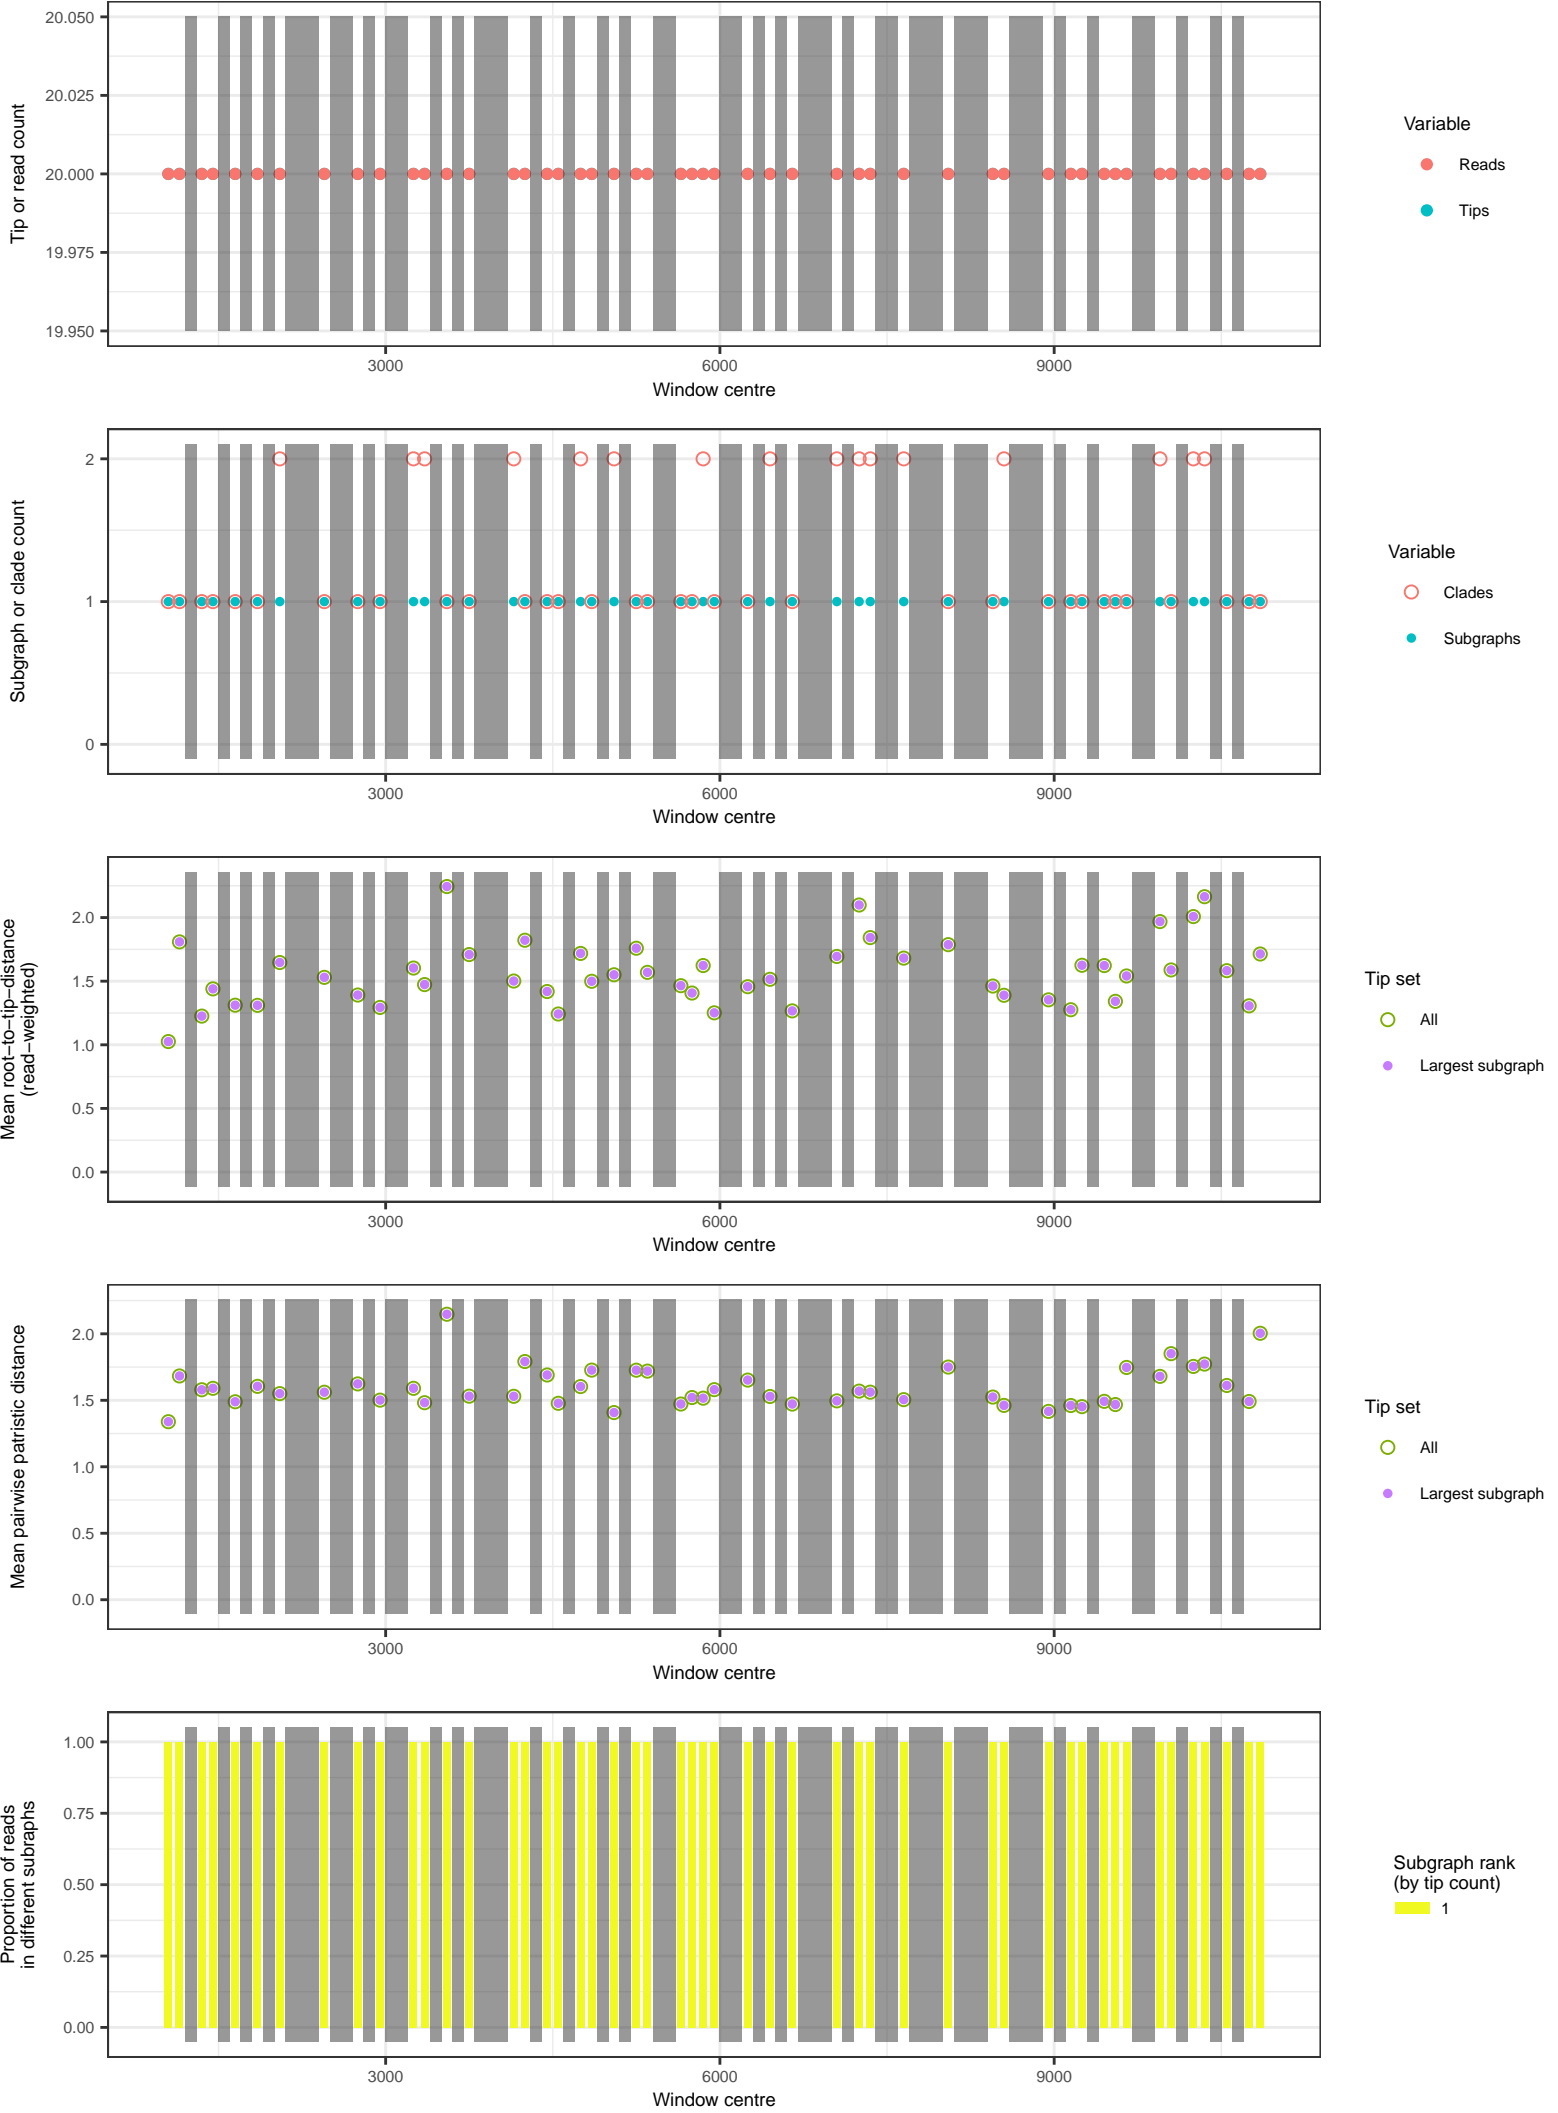 20.050
20.025
20.000
19.975
19.950
Tip or read count
3000
6000
9000
Window centre
Variable
Reads
Tips
2
1
0
Subgraph or clade count
3000
6000
9000
Window centre
Variable
Clades
Subgraphs
2.0
1.5
1.0
0.5
0.0
Mean root−to−tip−distance
(read−weighted)
3000
6000
9000
Window centre
Tip set
All
Largest subgraph
2.0
1.5
1.0
0.5
0.0
Mean pairwise patristic distance
3000
6000
9000
Window centre
Tip set
All
Largest subgraph
1.00
0.75
0.50
0.25
0.00
Proportion of reads
in different subraphs
3000
6000
9000
Window centre
Subgraph rank
(by tip count)
1